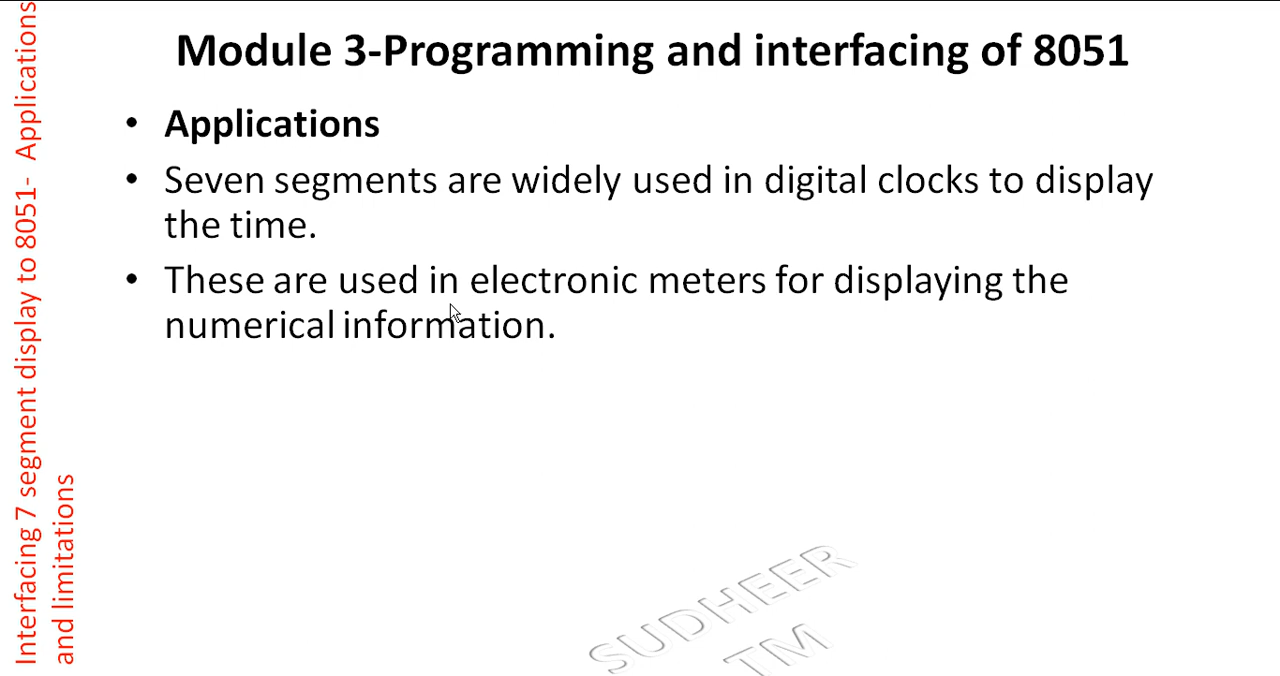 Module 3-Programming and interfacing of 8051
• Applications
• Seven segments are widely used in digital clocks to display
the time.
• These are used in electronic meters for displaying the
numerical information.
Interfacing 7 segment display to 8051- Applications
and limitations
SUDHEER
TM